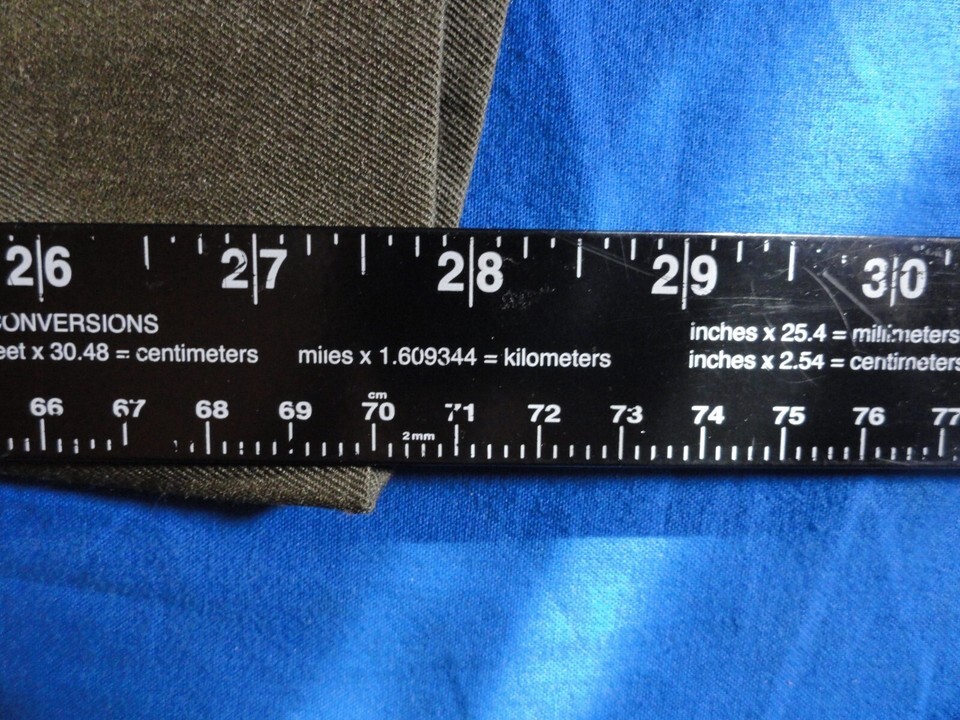 26 27 28 29 30
CONVERSIONS
eet x 30.48 = centimeters
miles x 1.609344 = kilometers
inches x 25.4 = millimeters
inches x 2.54 = centimeters
cm
66 67 68 69 70 71 72 73 74 75 76 77
2mm